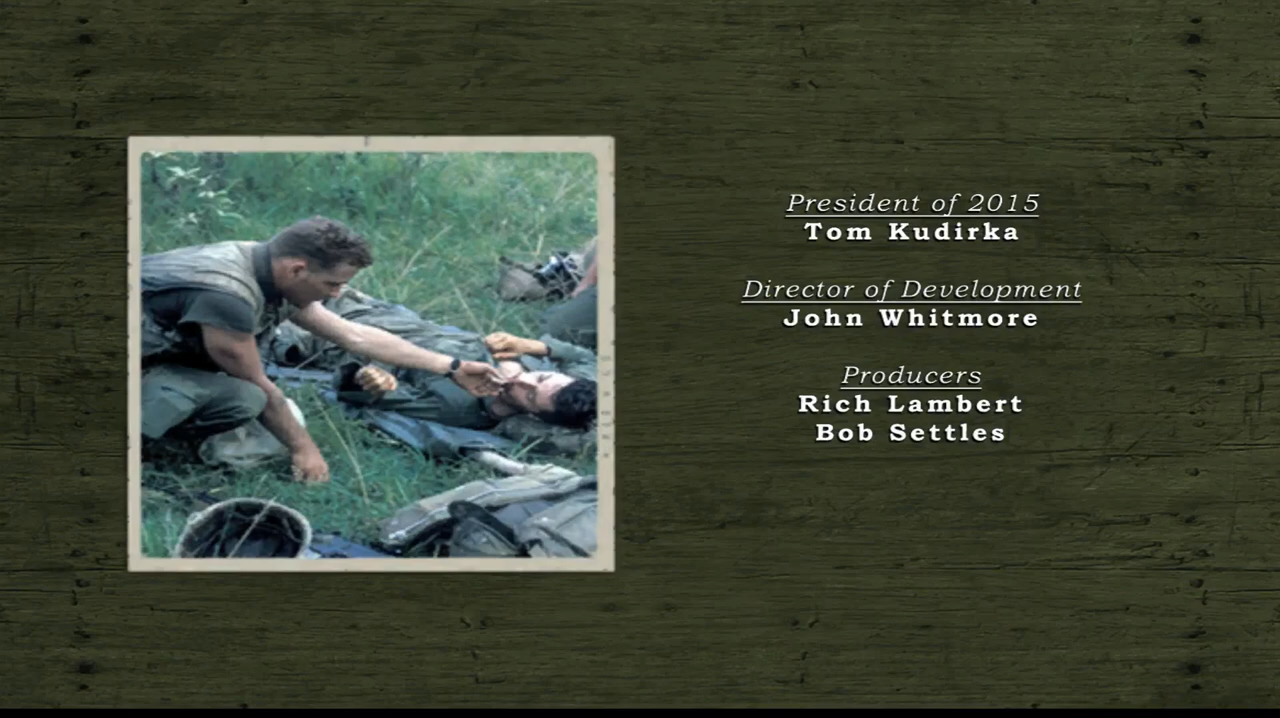 President of 2015
Tom Kudirka
Director of Development
John Whitmore
Producers
Rich Lambert
Bob Settles